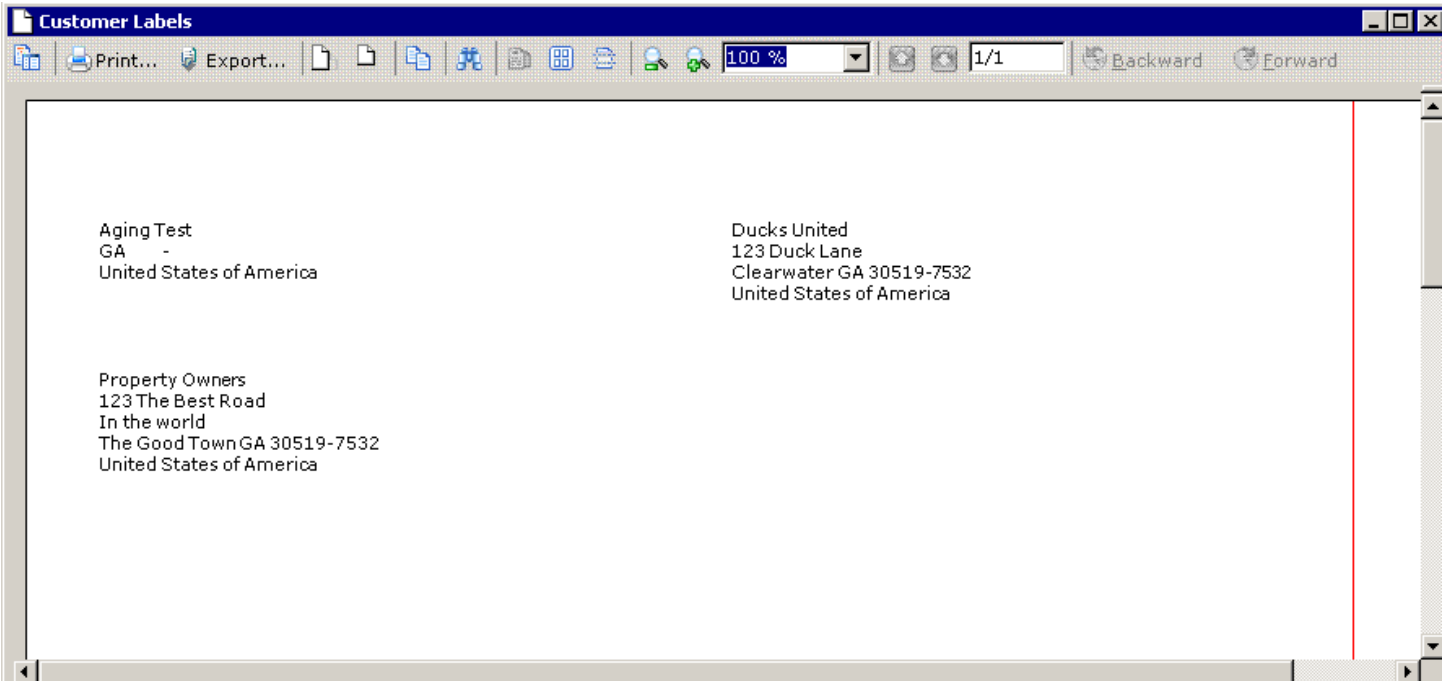 Customer Labels
Print... Export... 100 % 1/1 Backward Forward
Aging Test
GA -
United States of America
Ducks United
123 Duck Lane
Clearwater GA 30519-7532
United States of America
Property Owners
123 The Best Road
In the world
The Good Town GA 30519-7532
United States of America